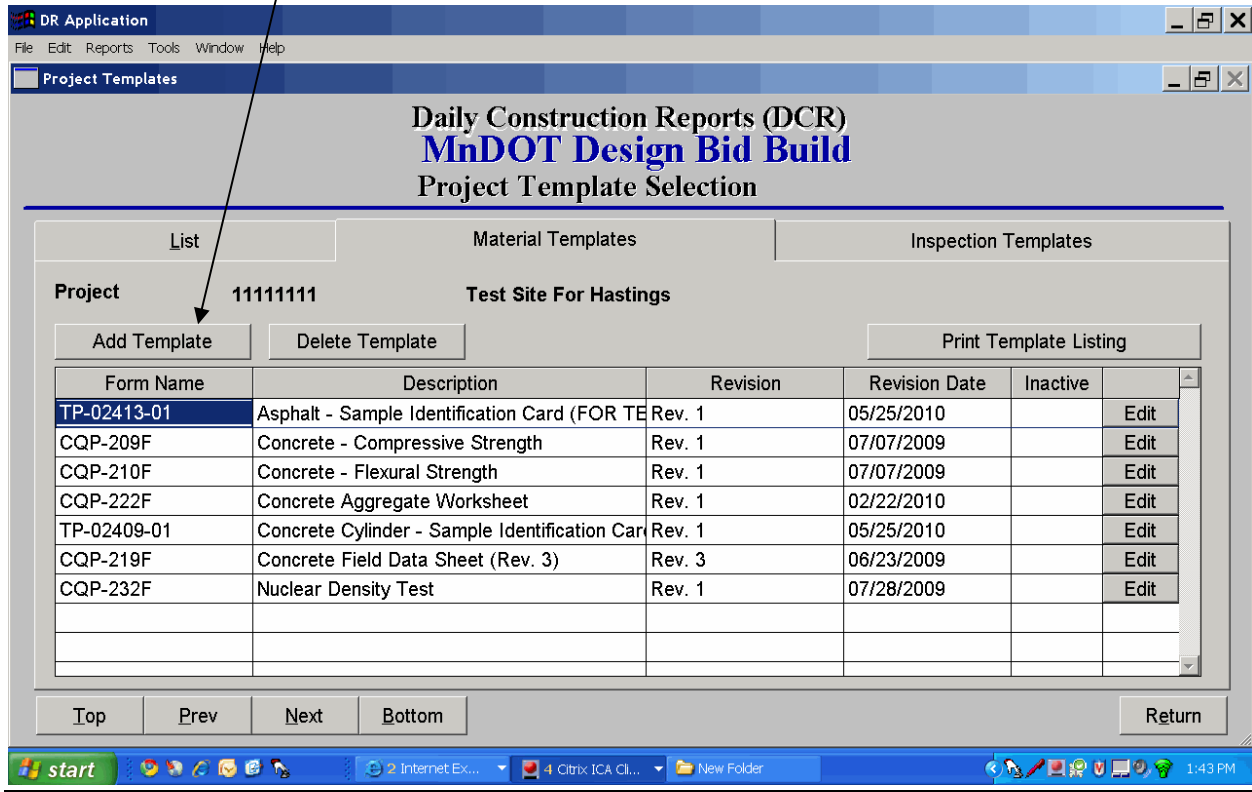 DR Application
File Edit Reports Tools Window Help
Project Templates
Daily Construction Reports (DCR)
MnDOT Design Bid Build
Project Template Selection
List Material Templates Inspection Templates
Project 11111111 Test Site For Hastings
Add Template Delete Template Print Template Listing
Form Name Description Revision Revision Date Inactive
TP-02413-01 Asphalt - Sample Identification Card (FOR TE Rev. 1 05/25/2010 Edit
CQP-209F Concrete - Compressive Strength Rev. 1 07/07/2009 Edit
CQP-210F Concrete - Flexural Strength Rev. 1 07/07/2009 Edit
CQP-222F Concrete Aggregate Worksheet Rev. 1 02/22/2010 Edit
TP-02409-01 Concrete Cylinder - Sample Identification Car Rev. 1 05/25/2010 Edit
CQP-219F Concrete Field Data Sheet (Rev. 3) Rev. 3 06/23/2009 Edit
CQP-232F Nuclear Density Test Rev. 1 07/28/2009 Edit
Top Prev Next Bottom Return
start 2 Internet Ex... 4 Citrix ICA Cli... New Folder 1:43 PM